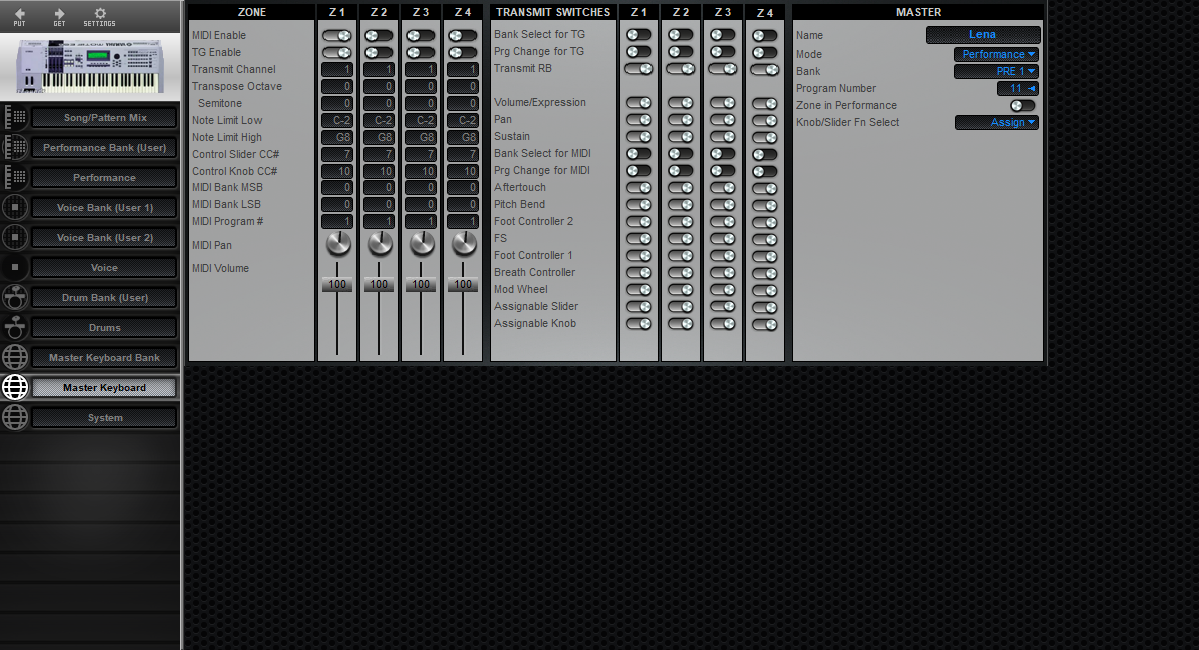 PUT GET SETTINGS
Song/Pattern Mix
Performance Bank (User)
Performance
Voice Bank (User 1)
Voice Bank (User 2)
Voice
Drum Bank (User)
Drums
Master Keyboard Bank
Master Keyboard
System
ZONE Z 1 Z 2 Z 3 Z 4
MIDI Enable
TG Enable
Transmit Channel 1 1 1 1
Transpose Octave 0 0 0 0
Semitone 0 0 0 0
Note Limit Low C-2 C-2 C-2 C-2
Note Limit High G8 G8 G8 G8
Control Slider CC# 7 7 7 7
Control Knob CC# 10 10 10 10
MIDI Bank MSB 0 0 0 0
MIDI Bank LSB 0 0 0 0
MIDI Program # 1 1 1 1
MIDI Pan
MIDI Volume
100 100 100 100
TRANSMIT SWITCHES Z 1 Z 2 Z 3 Z 4
Bank Select for TG
Prg Change for TG
Transmit RB
Volume/Expression
Pan
Sustain
Bank Select for MIDI
Prg Change for MIDI
Aftertouch
Pitch Bend
Foot Controller 2
FS
Foot Controller 1
Breath Controller
Mod Wheel
Assignable Slider
Assignable Knob
MASTER
Name Lena
Mode Performance
Bank PRE 1
Program Number 11
Zone in Performance
Knob/Slider Fn Select Assign